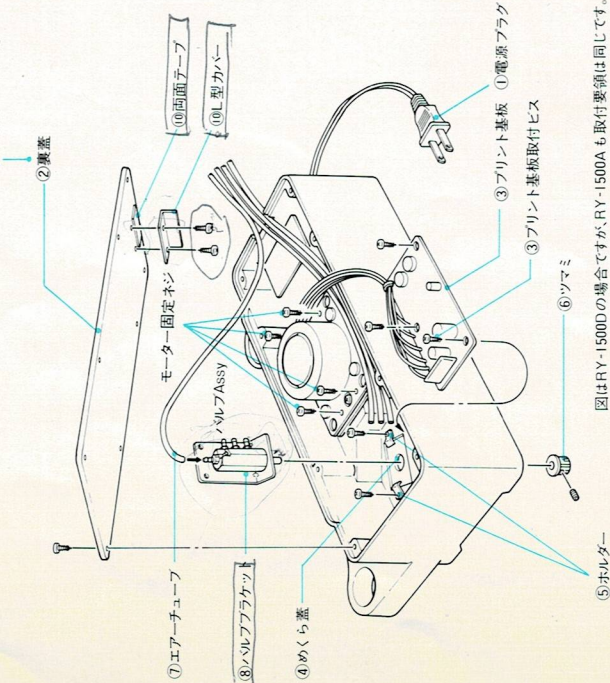 ②裏蓋
⑩両面テープ
⑩L型カバー
モーター固定ネジ
バルブAssy
⑦エアーチューブ
⑧バルブブラケット
④めくら蓋
①電源プラグ
③プリント基板
③プリント基板取付ビス
⑥ツマミ
⑤ホルダー
図はRY-1500Dの場合ですが、RY-1500Aも取付要領は同じです。